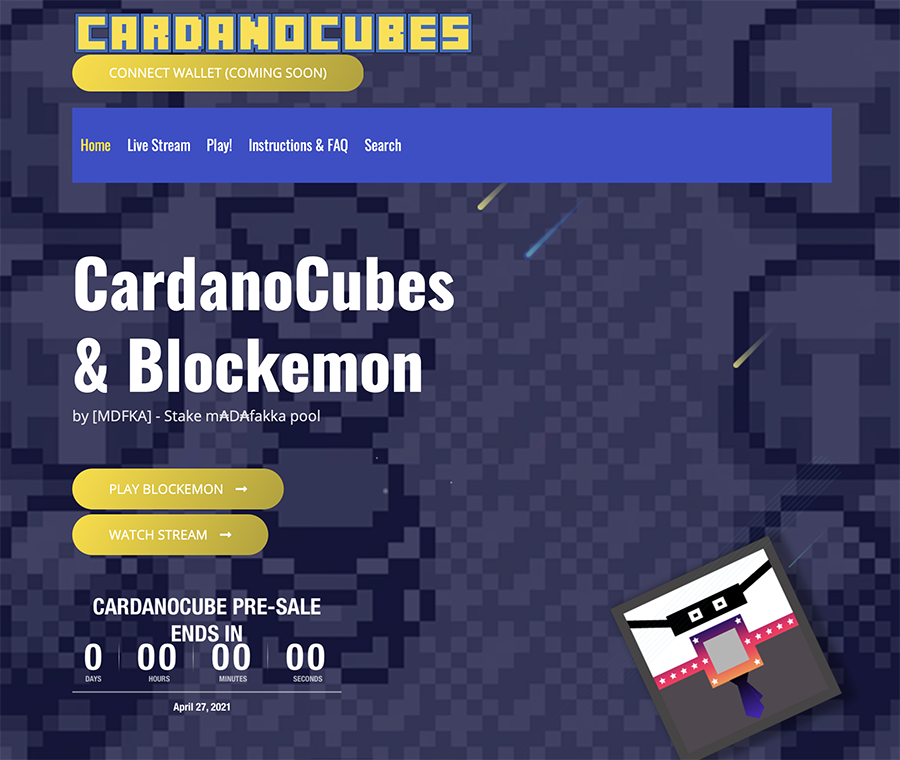 CARDANOCUBES
CONNECT WALLET (COMING SOON)
Home Live Stream Play! Instructions & FAQ Search
CardanoCubes
& Blockemon
by [MDFKA] - Stake m₳D₳fakka pool
PLAY BLOCKEMON →
WATCH STREAM →
CARDANOCUBE PRE-SALE
ENDS IN
0 00 00 00
DAYS HOURS MINUTES SECONDS
April 27, 2021